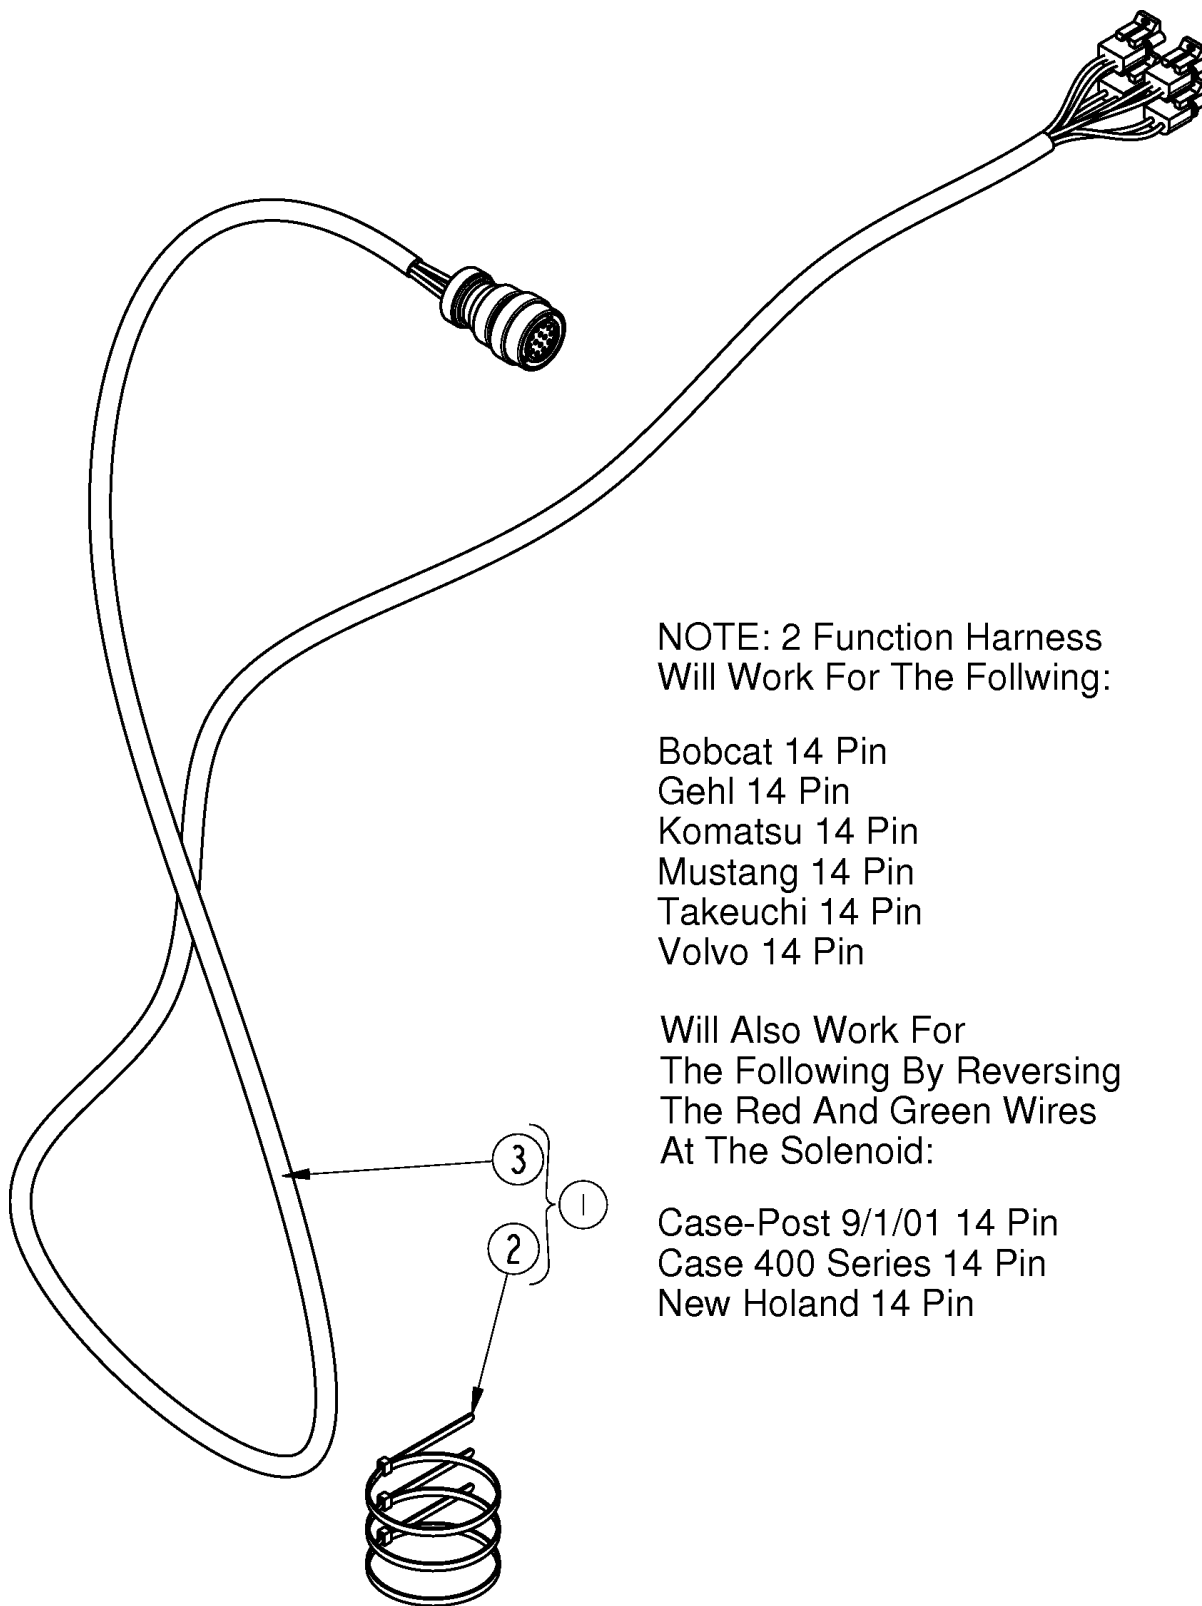 NOTE: 2 Function Harness
Will Work For The Follwing:
Bobcat 14 Pin
Gehl 14 Pin
Komatsu 14 Pin
Mustang 14 Pin
Takeuchi 14 Pin
Volvo 14 Pin
Will Also Work For
The Following By Reversing
The Red And Green Wires
At The Solenoid:
3
1
2
Case-Post 9/1/01 14 Pin
Case 400 Series 14 Pin
New Holand 14 Pin